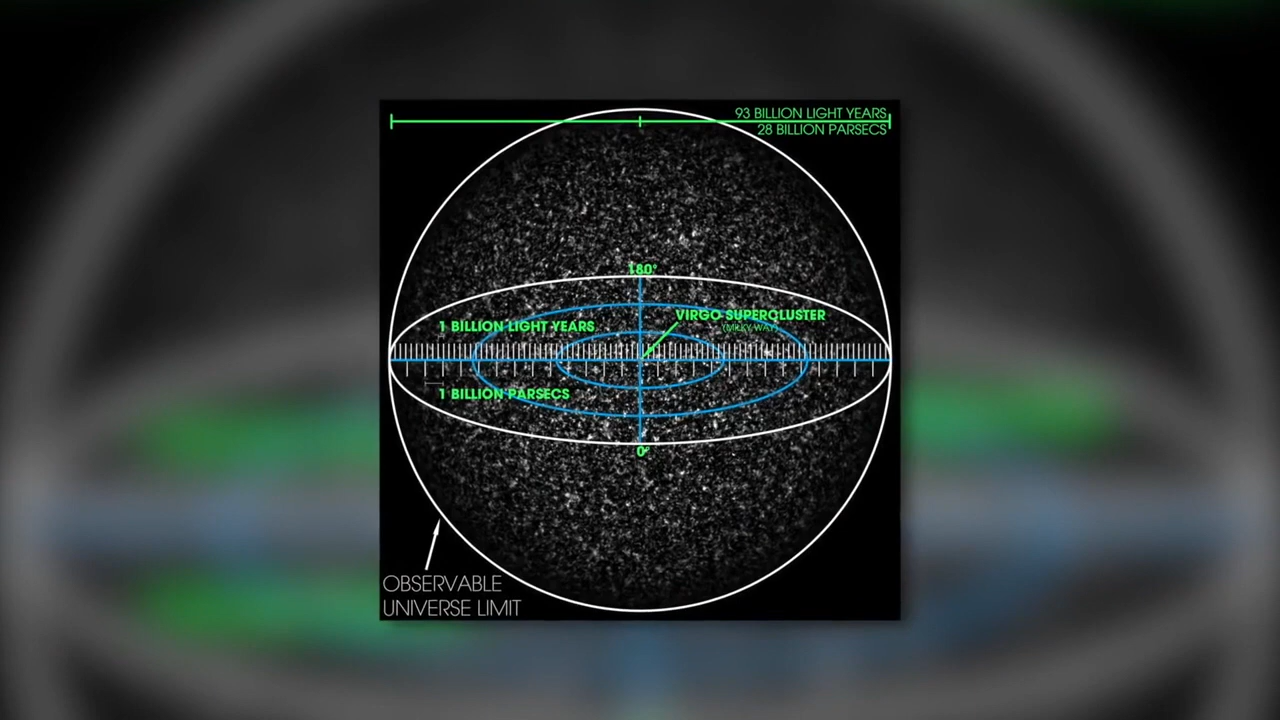 93 BILLION LIGHT YEARS
28 BILLION PARSECS
180°
VIRGO SUPERCLUSTER
(MILKY WAY)
1 BILLION LIGHT YEARS
1 BILLION PARSECS
0°
OBSERVABLE
UNIVERSE LIMIT